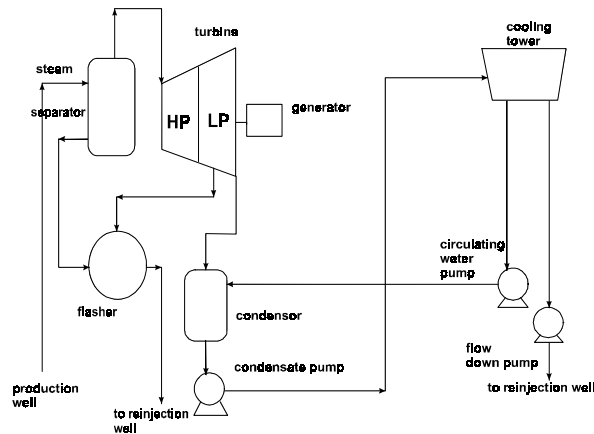 cooling
tower
turbine
steam
separator
HP
LP
generator
circulating
water
pump
flasher
condensor
flow
down pump
condensate pump
production
well
to reinjection
well
to reinjection well